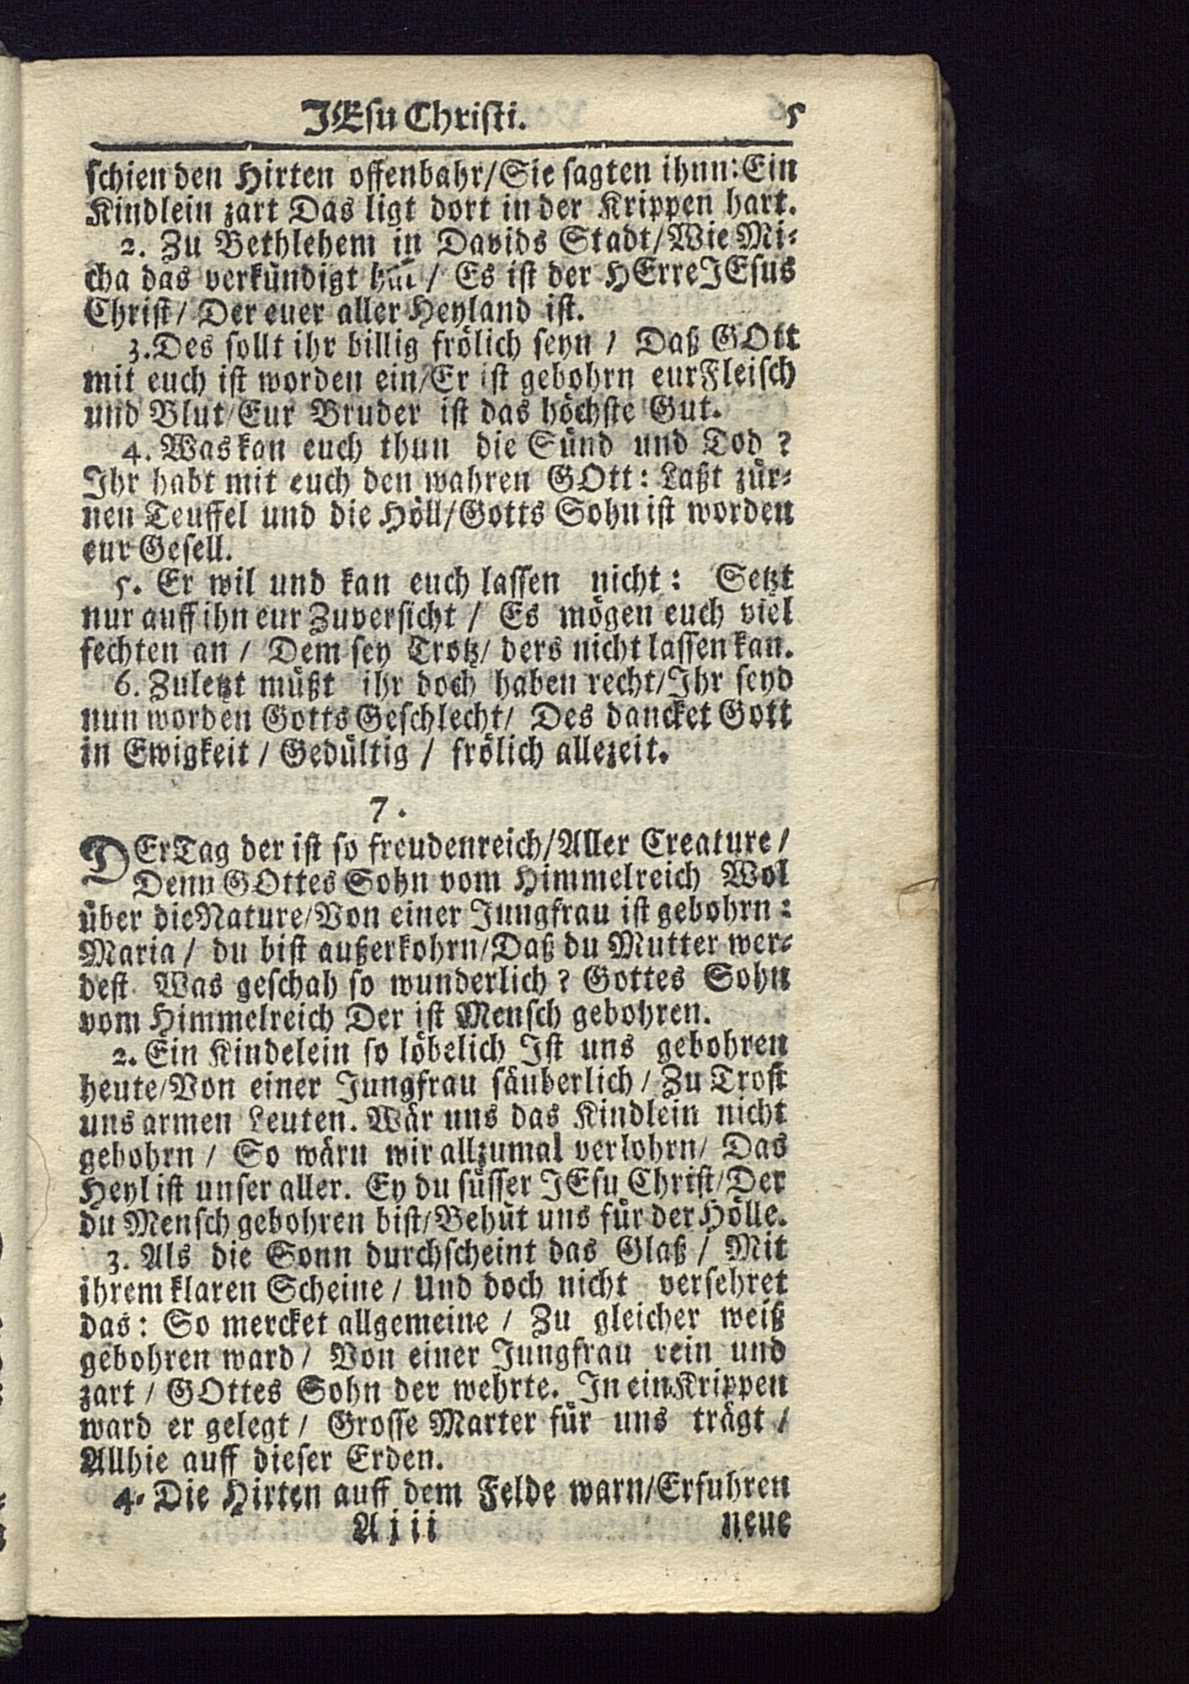 JEsu Christi. 5
schien den Hirten offenbahr/Sie sagten ihnn: Ein
Kindlein zart Das ligt dort in der Krippen hart.
2. Zu Bethlehem in Davids Stadt/Wie Mi-
cha das verkündigt hat / Es ist der HErre JEsus
Christ/ Der euer aller Heyland ist.
3. Des sollt ihr billig frölich seyn / Daß GOtt
mit euch ist worden ein/Er ist gebohrn eur Fleisch
und Blut/Eur Bruder ist das höchste Gut.
4. Was kan euch thun die Sünd und Tod ?
Ihr habt mit euch den wahren GOtt: Laßt zür-
nen Teuffel und die Höll/Gotts Sohn ist worden
eur Gesell.
5. Er wil und kan euch lassen nicht: Setzt
nur auff ihn eur Zuversicht / Es mögen euch viel
fechten an / Dem sey Trotz/ ders nicht lassen kan.
6. Zuletzt müßt ihr doch haben recht/Ihr seyd
nun worden Gotts Geschlecht/ Des dancket Gott
in Ewigkeit / Gedültig / frölich allezeit.
7.
DEr Tag der ist so freudenreich/Aller Creature /
Denn GOttes Sohn vom Himmelreich Wol
über die Nature/Von einer Jungfrau ist gebohrn:
Maria / du bist außerkohrn/Daß du Mutter wer-
dest Was geschah so wunderlich? Gottes Sohn
vom Himmelreich Der ist Mensch gebohren.
2. Ein Kindelein so löbelich Ist uns gebohren
heute/Von einer Jungfrau säuberlich / Zu Trost
uns armen Leuten. Wär uns das Kindlein nicht
gebohrn / So wärn wir allzumal verlohrn/ Das
Heyl ist unser aller. Ey du süsser JEsu Christ/Der
du Mensch gebohren bist/Behüt uns für der Hölle.
3. Als die Sonn durchscheint das Glaß / Mit
ihrem klaren Scheine / Und doch nicht versehret
das: So mercket allgemeine / Zu gleicher weiß
gebohren ward / Von einer Jungfrau rein und
zart / GOttes Sohn der wehrte. In ein Krippen
ward er gelegt / Grosse Marter für uns trägt /
Allhie auff dieser Erden.
4. Die Hirten auff dem Felde warn/Erfuhren
A iii neue